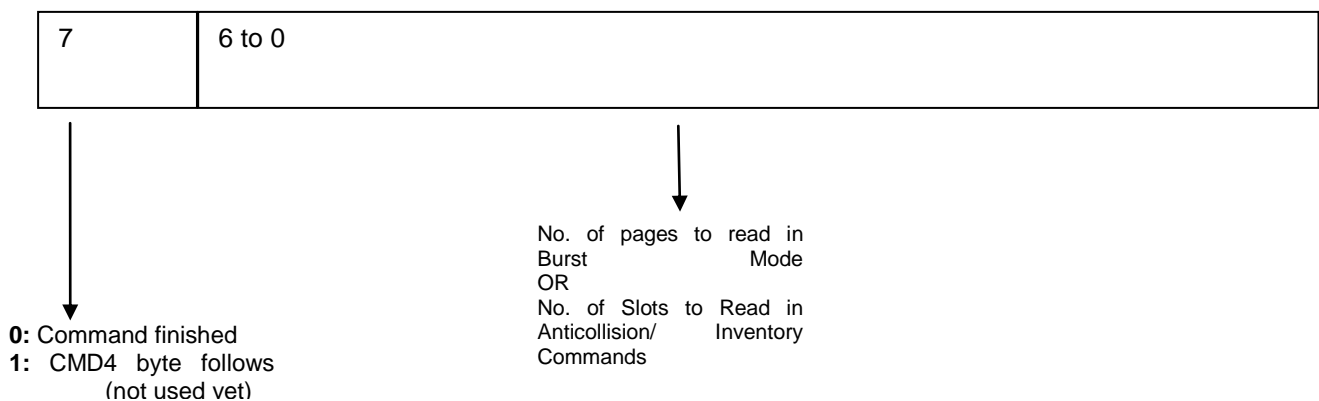 7
6 to 0
No. of pages to read in
Burst Mode
OR
No. of Slots to Read in
Anticollision/ Inventory
Commands
0: Command finished
1: CMD4 byte follows
(not used yet)